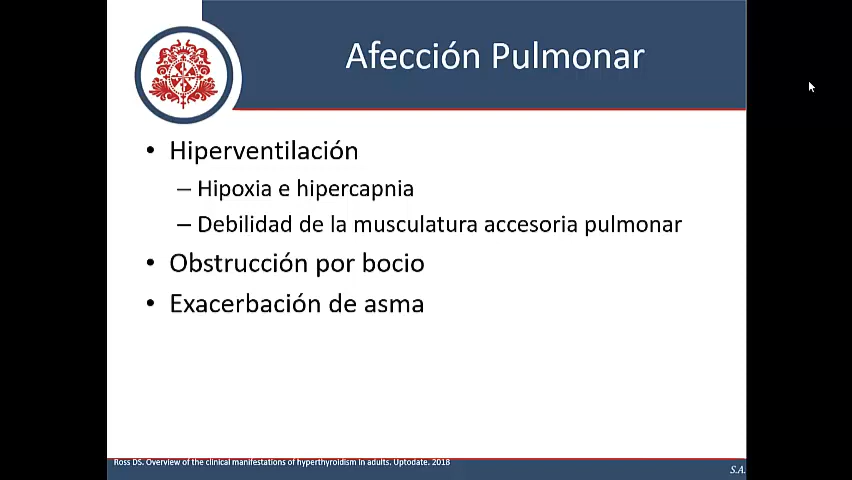 Afección Pulmonar
• Hiperventilación
– Hipoxia e hipercapnia
– Debilidad de la musculatura accesoria pulmonar
• Obstrucción por bocio
• Exacerbación de asma
Ross DS. Overview of the clinical manifestations of hyperthyroidism in adults. Uptodate. 2018
S.A.